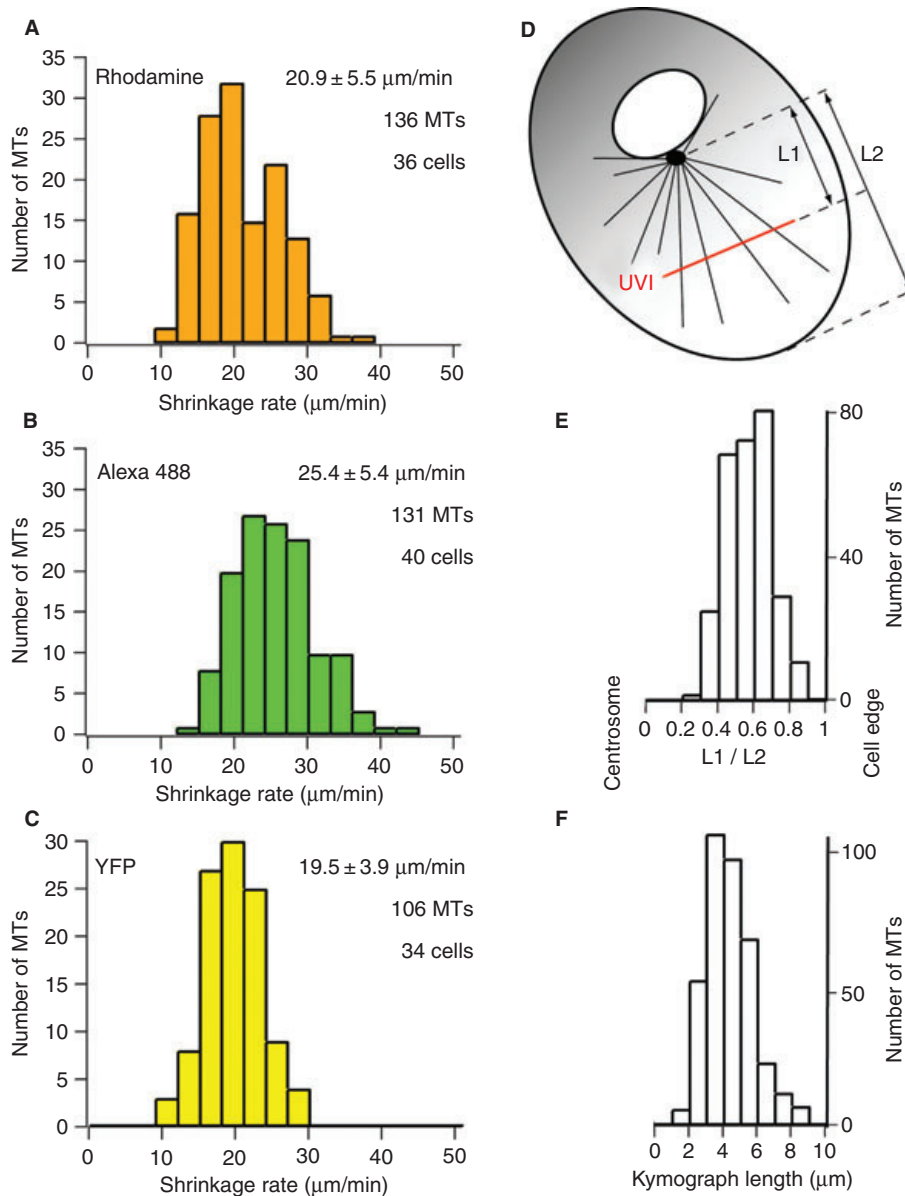 A
35
30
25
20
15
10
5
0
Number of MTs
Rhodamine
20.9 ± 5.5 μm/min
136 MTs
36 cells
0 10 20 30 40 50
Shrinkage rate (μm/min)
B
35
30
25
20
15
10
5
0
Number of MTs
Alexa 488
25.4 ± 5.4 μm/min
131 MTs
40 cells
0 10 20 30 40 50
Shrinkage rate (μm/min)
C
30
25
20
15
10
5
0
Number of MTs
YFP
19.5 ± 3.9 μm/min
106 MTs
34 cells
0 10 20 30 40 50
Shrinkage rate (μm/min)
D
L1
L2
UVI
E
80
40
0
Number of MTs
Centrosome
Cell edge
0 0.2 0.4 0.6 0.8 1
L1 / L2
F
100
50
0
Number of MTs
0 2 4 6 8 10
Kymograph length (μm)